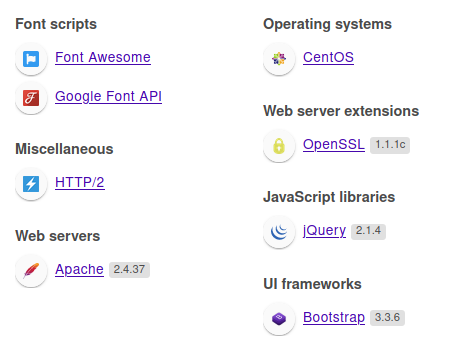 Font scripts
Font Awesome
Google Font API
Miscellaneous
HTTP/2
Web servers
Apache 2.4.37
Operating systems
CentOS
Web server extensions
OpenSSL 1.1.1c
JavaScript libraries
jQuery 2.1.4
UI frameworks
Bootstrap 3.3.6